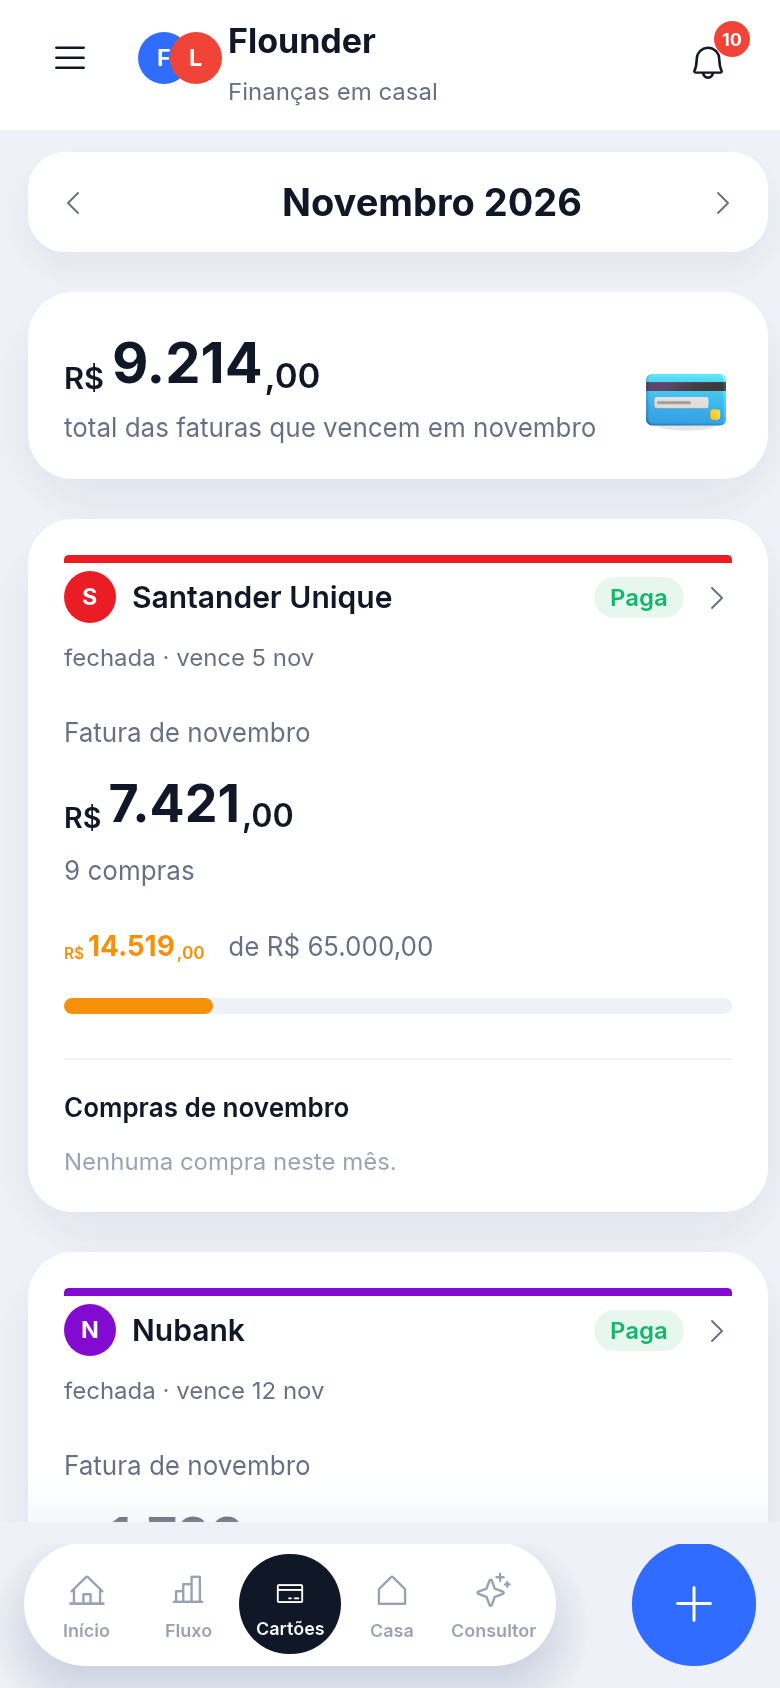 F L Flounder
Finanças em casal
10
Novembro 2026
R$ 9.214,00
total das faturas que vencem em novembro
S Santander Unique Paga
fechada · vence 5 nov
Fatura de novembro
R$ 7.421,00
9 compras
R$ 14.519,00 de R$ 65.000,00
Compras de novembro
Nenhuma compra neste mês.
N Nubank Paga
fechada · vence 12 nov
Fatura de novembro
Início Fluxo Cartões Casa Consultor